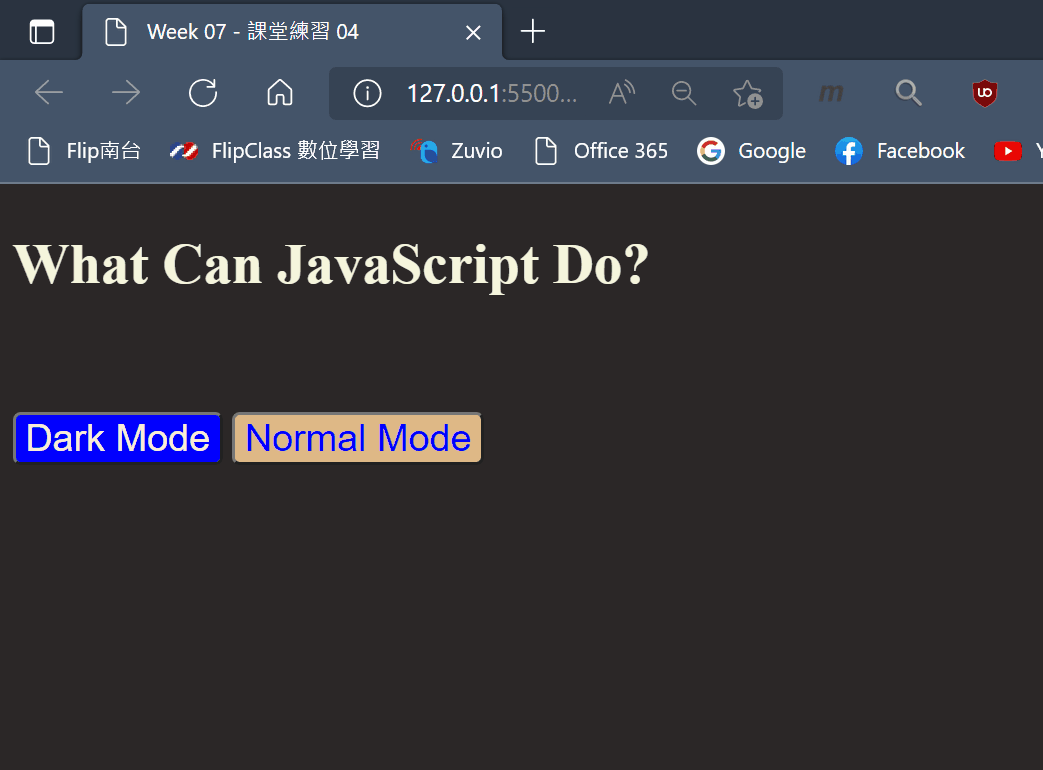 Week 07 - 課堂練習 04
127.0.0.1:5500...
Flip南台 FlipClass 數位學習 Zuvio Office 365 Google Facebook Y
What Can JavaScript Do?
Dark Mode Normal Mode